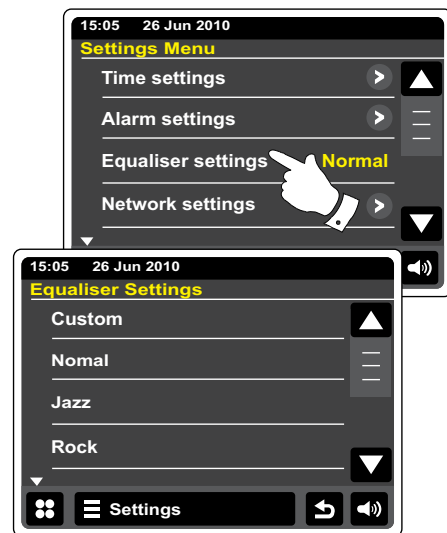 15:05 26 Jun 2010
Settings Menu
Time settings
Alarm settings
Equaliser settings Normal
Network settings
15:05 26 Jun 2010
Equaliser Settings
Custom
Nomal
Jazz
Rock
Settings